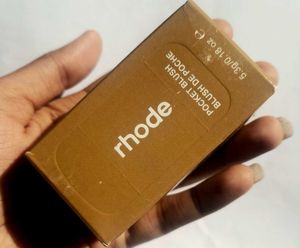 rhode
POCKET BLUSH
BLUSH DE POCHE
5.3g/0.18 oz